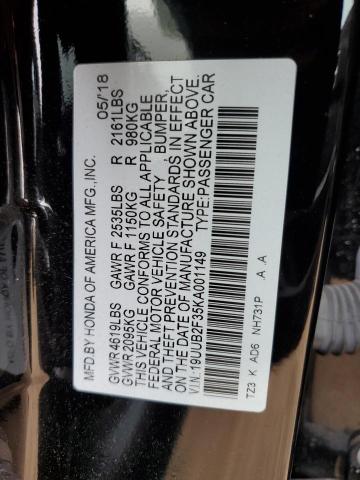 MFD.BY HONDA OF AMERICA MFG.,INC. 05/'18
GVWR 4619LBS GAWR F 2535LBS R 2161LBS
GVWR 2095KG GAWR F 1150KG R 980KG
THIS VEHICLE CONFORMS TO ALL APPLICABLE
FEDERAL MOTOR VEHICLE SAFETY , BUMPER,
AND THEFT PREVENTION STANDARDS IN EFFECT
ON THE DATE OF MANUFACTURE SHOWN ABOVE.
V.I.N.:19UUB2F35KA001149 TYPE:PASSENGER CAR
TZ3 K AD6 NH731P .A .A